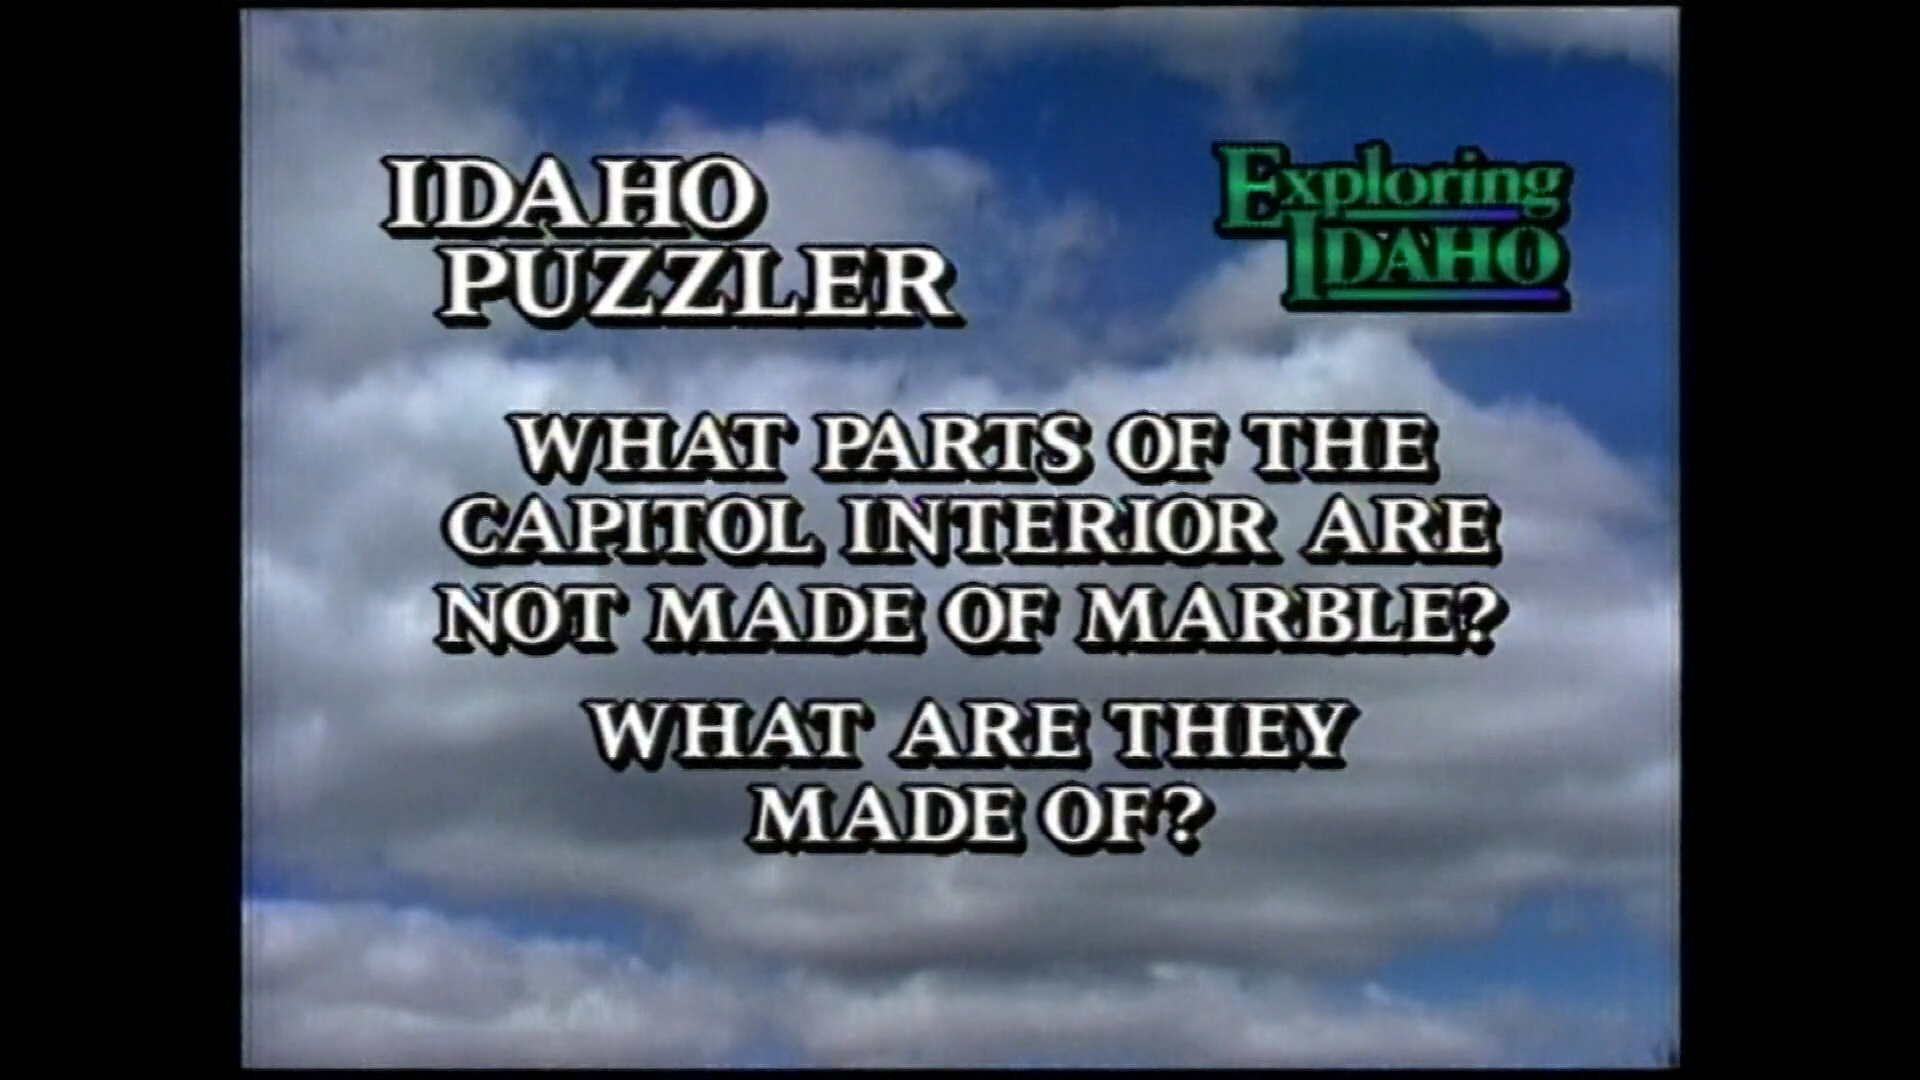 IDAHO
PUZZLER
Exploring
IDAHO
WHAT PARTS OF THE
CAPITOL INTERIOR ARE
NOT MADE OF MARBLE?
WHAT ARE THEY
MADE OF?